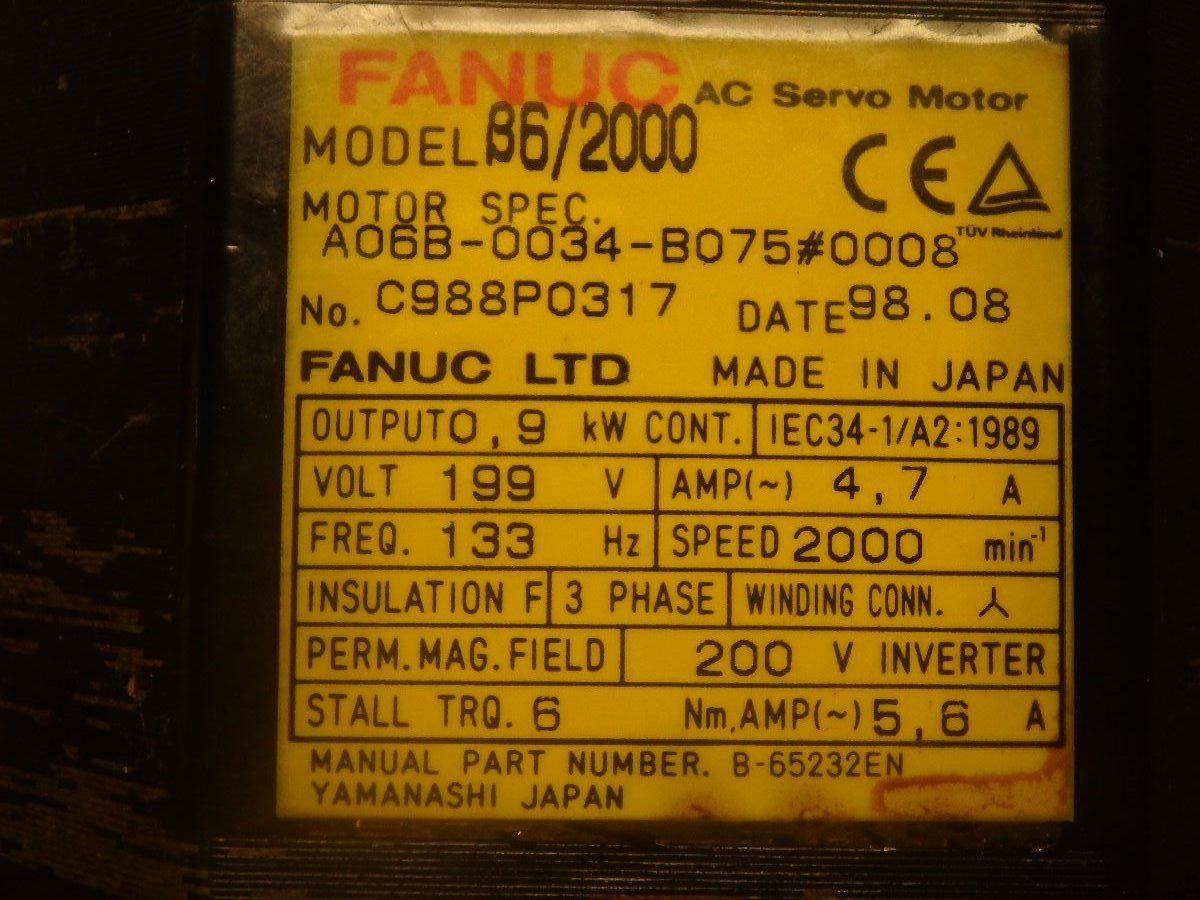 FANUC AC Servo Motor
MODEL β6/2000
CE
TÜV Rheinland
MOTOR SPEC.
A06B-0034-B075#0008
No. C988P0317 DATE 98.08
FANUC LTD MADE IN JAPAN
OUTPUT 0,9 kW CONT. IEC34-1/A2:1989
VOLT 199 V AMP(~) 4,7 A
FREQ. 133 Hz SPEED 2000 min⁻¹
INSULATION F 3 PHASE WINDING CONN. ⅄
PERM.MAG.FIELD 200 V INVERTER
STALL TRQ. 6 Nm,AMP(~) 5,6 A
MANUAL PART NUMBER. B-65232EN
YAMANASHI JAPAN